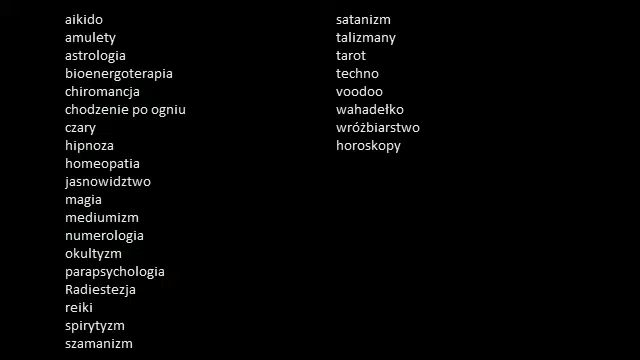 aikido
amulety
astrologia
bioenergoterapia
chiromancja
chodzenie po ogniu
czary
hipnoza
homeopatia
jasnowidztwo
magia
mediumizm
numerologia
okultyzm
parapsychologia
Radiestezja
reiki
spirytyzm
szamanizm
satanizm
talizmany
tarot
techno
voodoo
wahadełko
wróżbiarstwo
horoskopy